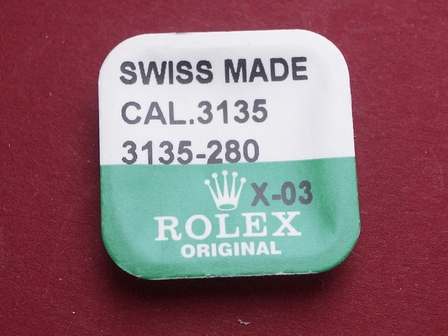 SWISS MADE
CAL.3135
3135-280
X-03
ROLEX
ORIGINAL